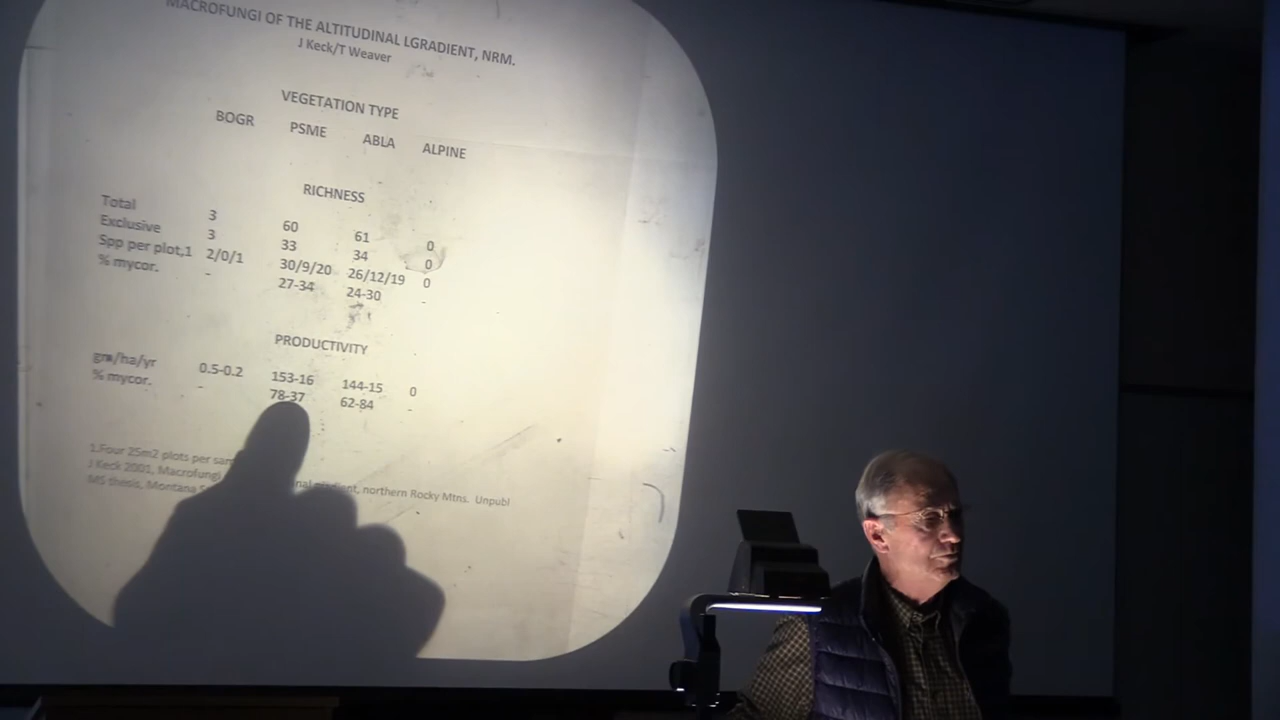 MACROFUNGI OF THE ALTITUDINAL LGRADIENT, NRM.
J Keck/T Weaver
VEGETATION TYPE
BOGR PSME ABLA ALPINE
RICHNESS
Total 3 60 61 0
Exclusive 3 33 34 0
Spp per plot,1 2/0/1 30/9/20 26/12/19 0
% mycor. - 27-34 24-30 -
PRODUCTIVITY
gm/ha/yr 0.5-0.2 153-16 144-15 0
% mycor. - 78-37 62-84 -
1.Four 25m2 plots per
J Keck 2001, Macrofungi gradient, northern Rocky Mtns. Unpubl
MS thesis, Montana